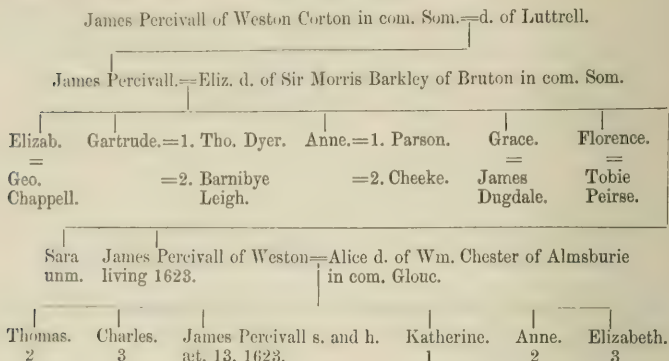 James Percivall of Weston Corton in com. Som.=d. of Luttrell.
James Percivall.=Eliz. d. of Sir Morris Barkley of Bruton in com. Som.
Elizab. Gartrude.=1. Tho. Dyer. Anne.=1. Parson. Grace. Florence.
= = =
Geo. =2. Barnibye =2. Cheeke. James Tobie
Chappell. Leigh. Dugdale. Peirse.
Sara James Percivall of Weston=Alice d. of Wm. Chester of Almsburie
unm. living 1623. in com. Glouc.
Thomas. Charles. James Percivall s. and h. Katherine. Anne. Elizabeth.
2 3 æt. 13. 1623. 1 2 3